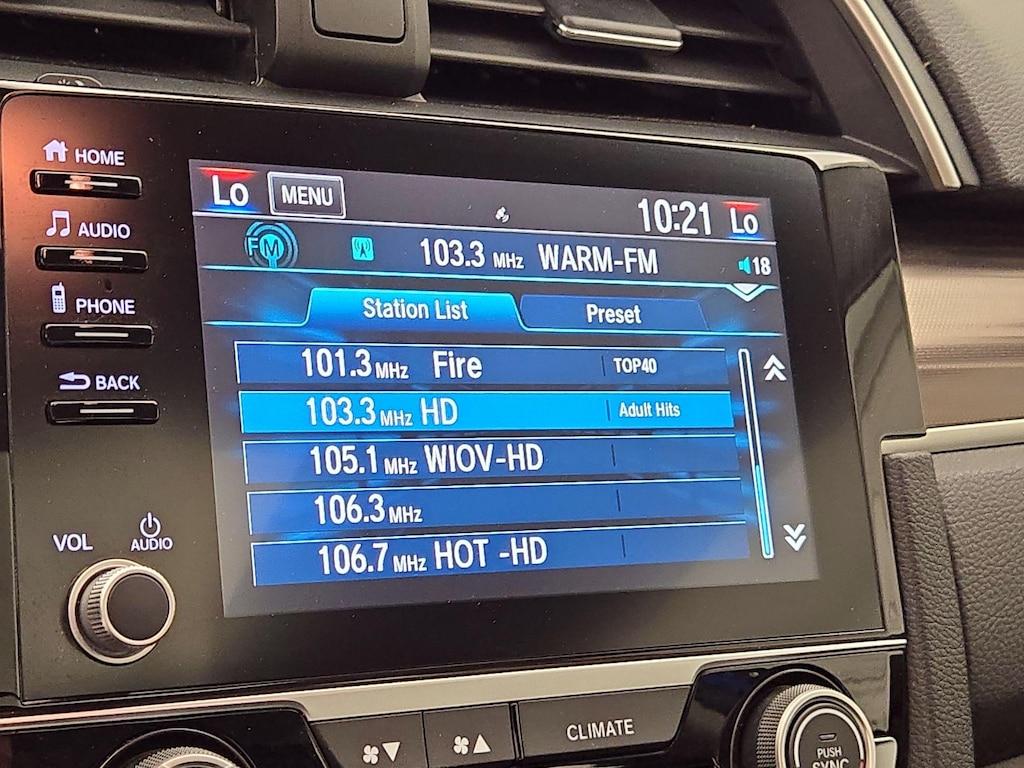 HOME
AUDIO
PHONE
BACK
VOL
AUDIO
Lo MENU 10:21 Lo
FM 103.3 MHz WARM-FM 18
Station List Preset
101.3 MHz Fire TOP40
103.3 MHz HD Adult Hits
105.1 MHz WIOV-HD
106.3 MHz
106.7 MHz HOT -HD
CLIMATE
PUSH
SYNC